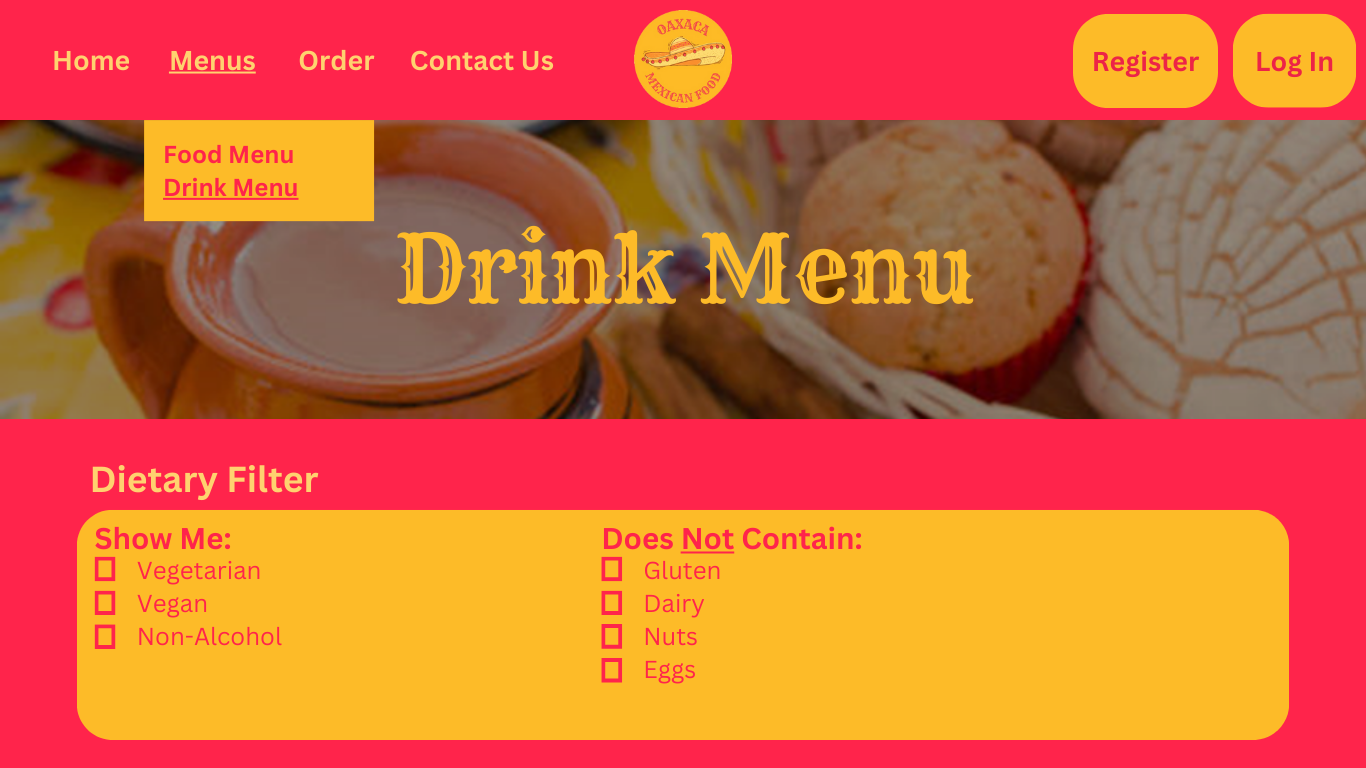 Home Menus Order Contact Us
OAXACA
MEXICAN FOOD
Register Log In
Food Menu
Drink Menu
Drink Menu
Dietary Filter
Show Me:
Vegetarian
Vegan
Non-Alcohol
Does Not Contain:
Gluten
Dairy
Nuts
Eggs